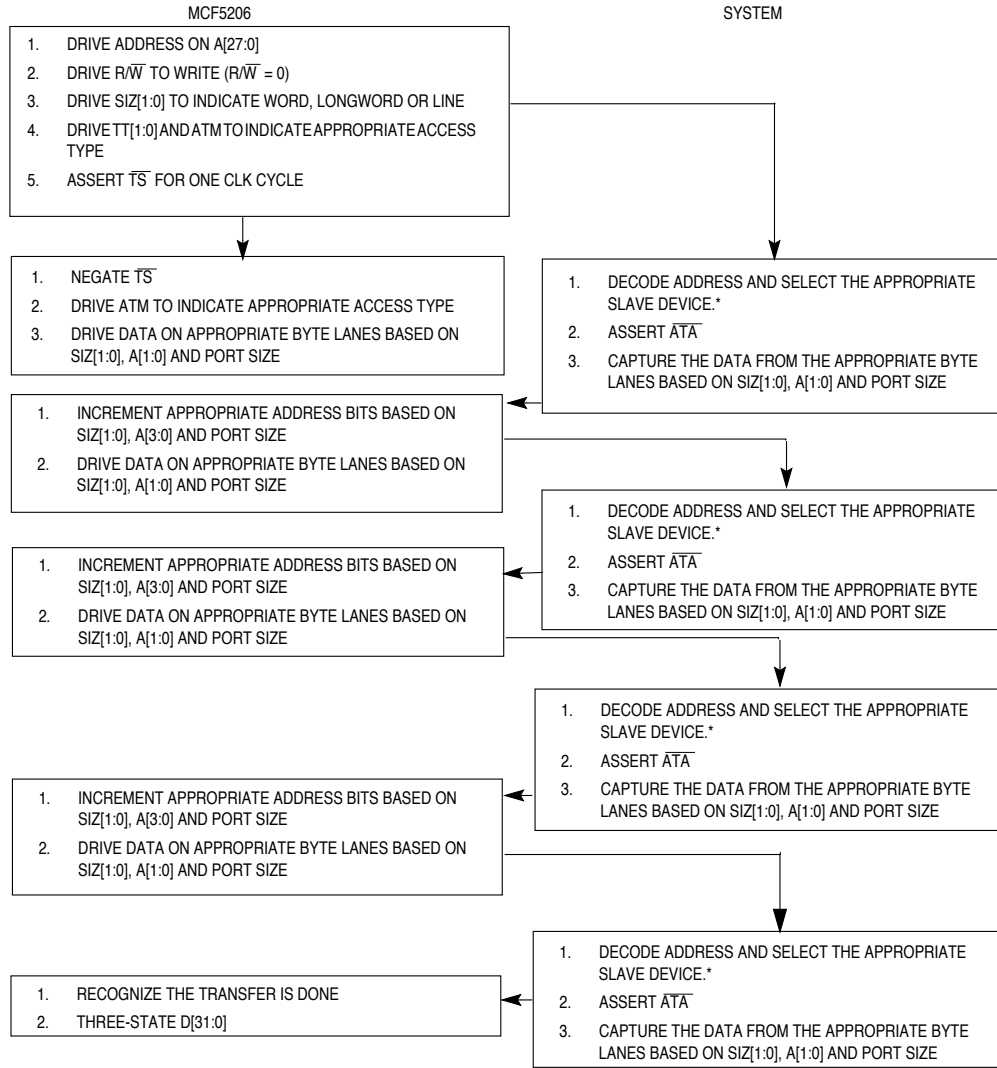 MCF5206
SYSTEM
1. DRIVE ADDRESS ON A[27:0]
2. DRIVE R/W̅ TO WRITE (R/W̅ = 0)
3. DRIVE SIZ[1:0] TO INDICATE WORD, LONGWORD OR LINE
4. DRIVE TT[1:0] AND ATM TO INDICATE APPROPRIATE ACCESS
TYPE
5. ASSERT T̅S̅ FOR ONE CLK CYCLE
1. NEGATE T̅S̅
2. DRIVE ATM TO INDICATE APPROPRIATE ACCESS TYPE
3. DRIVE DATA ON APPROPRIATE BYTE LANES BASED ON
SIZ[1:0], A[1:0] AND PORT SIZE
1. DECODE ADDRESS AND SELECT THE APPROPRIATE
SLAVE DEVICE.*
2. ASSERT A̅T̅A̅
3. CAPTURE THE DATA FROM THE APPROPRIATE BYTE
LANES BASED ON SIZ[1:0], A[1:0] AND PORT SIZE
1. INCREMENT APPROPRIATE ADDRESS BITS BASED ON
SIZ[1:0], A[3:0] AND PORT SIZE
2. DRIVE DATA ON APPROPRIATE BYTE LANES BASED ON
SIZ[1:0], A[1:0] AND PORT SIZE
1. DECODE ADDRESS AND SELECT THE APPROPRIATE
SLAVE DEVICE.*
2. ASSERT A̅T̅A̅
3. CAPTURE THE DATA FROM THE APPROPRIATE BYTE
LANES BASED ON SIZ[1:0], A[1:0] AND PORT SIZE
1. INCREMENT APPROPRIATE ADDRESS BITS BASED ON
SIZ[1:0], A[3:0] AND PORT SIZE
2. DRIVE DATA ON APPROPRIATE BYTE LANES BASED ON
SIZ[1:0], A[1:0] AND PORT SIZE
1. DECODE ADDRESS AND SELECT THE APPROPRIATE
SLAVE DEVICE.*
2. ASSERT A̅T̅A̅
3. CAPTURE THE DATA FROM THE APPROPRIATE BYTE
LANES BASED ON SIZ[1:0], A[1:0] AND PORT SIZE
1. INCREMENT APPROPRIATE ADDRESS BITS BASED ON
SIZ[1:0], A[3:0] AND PORT SIZE
2. DRIVE DATA ON APPROPRIATE BYTE LANES BASED ON
SIZ[1:0], A[1:0] AND PORT SIZE
1. DECODE ADDRESS AND SELECT THE APPROPRIATE
SLAVE DEVICE.*
2. ASSERT A̅T̅A̅
3. CAPTURE THE DATA FROM THE APPROPRIATE BYTE
LANES BASED ON SIZ[1:0], A[1:0] AND PORT SIZE
1. RECOGNIZE THE TRANSFER IS DONE
2. THREE-STATE D[31:0]